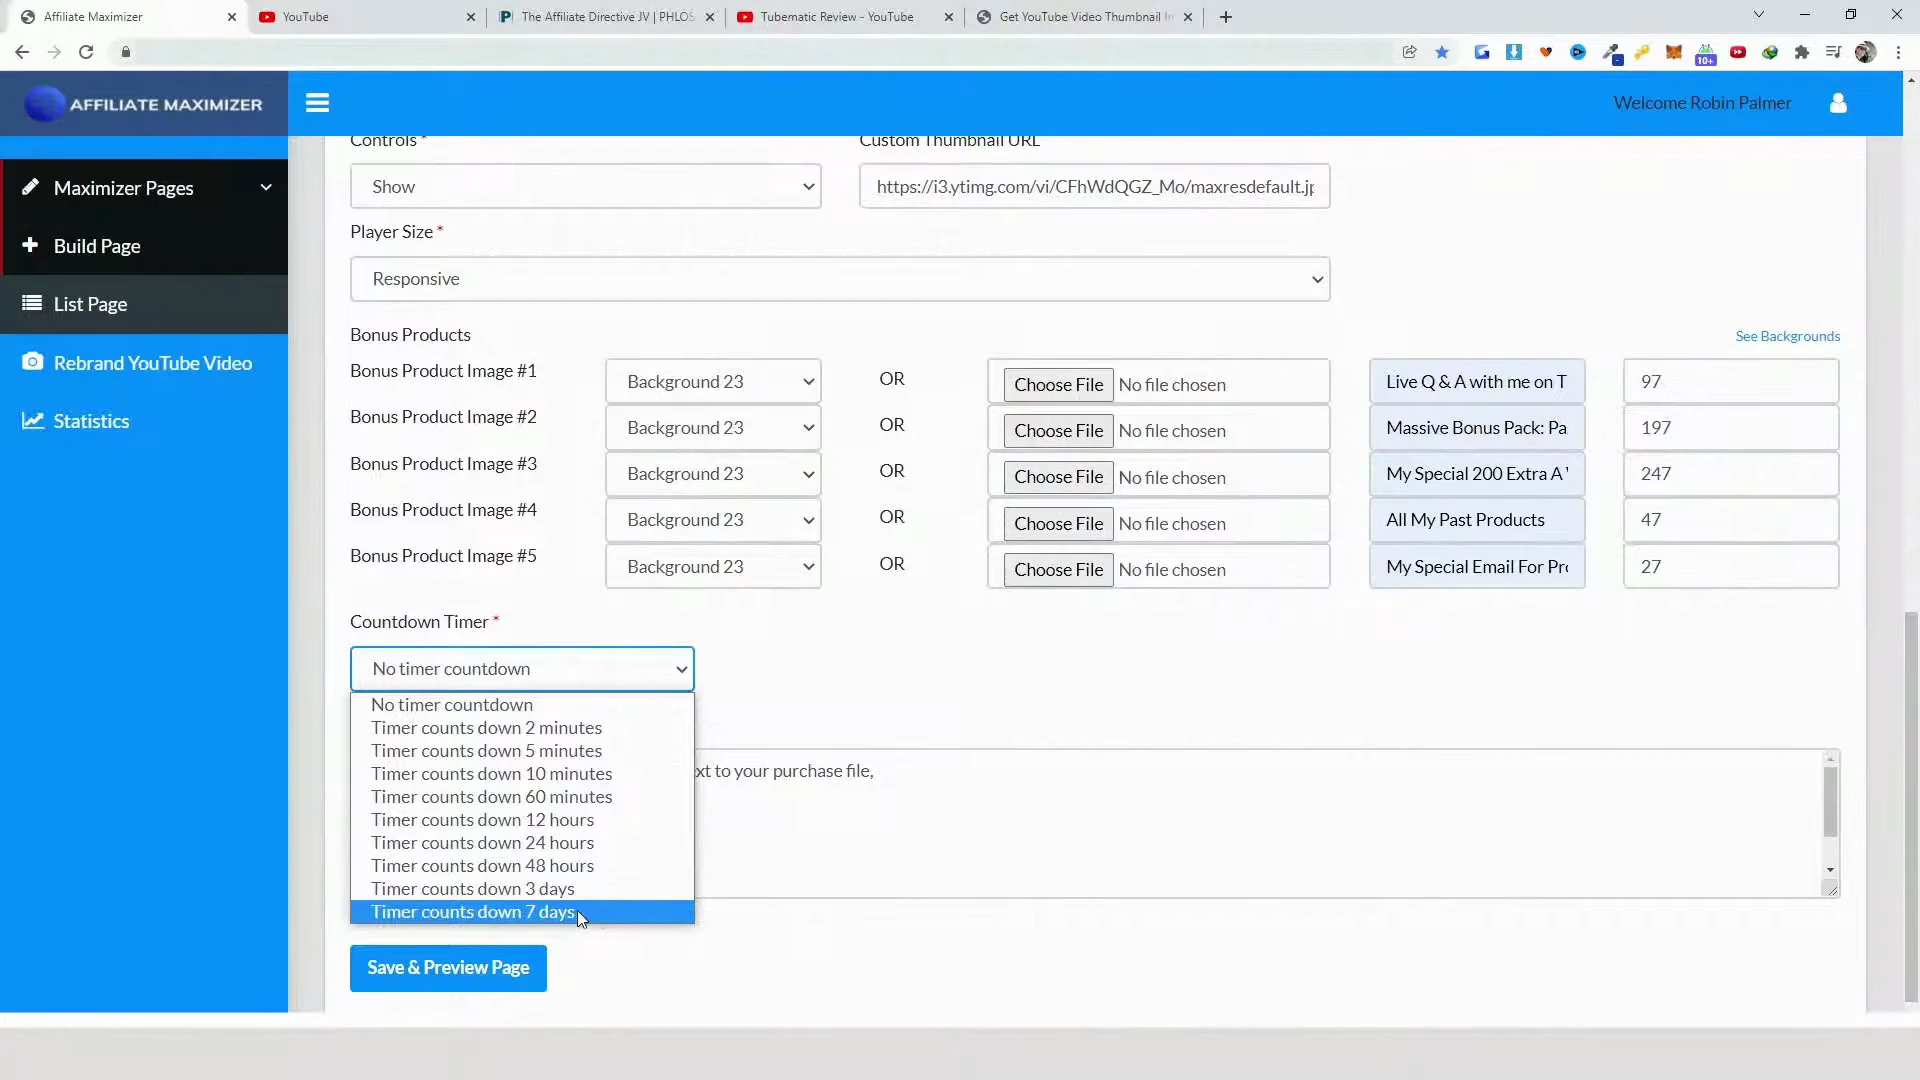 Affiliate Maximizer
YouTube
The Affiliate Directive JV | PHLOS
Tubematic Review - YouTube
Get YouTube Video Thumbnail
10+
AFFILIATE MAXIMIZER
Welcome Robin Palmer
Maximizer Pages
Build Page
List Page
Rebrand YouTube Video
Statistics
Controls *
Custom Thumbnail URL
Show
https://i3.ytimg.com/vi/CFhWdQGZ_Mo/maxresdefault.jp
Player Size *
Responsive
Bonus Products
See Backgrounds
Bonus Product Image #1
Background 23
OR
Choose File No file chosen
Live Q & A with me on T
97
Bonus Product Image #2
Background 23
OR
Choose File No file chosen
Massive Bonus Pack: Pa
197
Bonus Product Image #3
Background 23
OR
Choose File No file chosen
My Special 200 Extra A
247
Bonus Product Image #4
Background 23
OR
Choose File No file chosen
All My Past Products
47
Bonus Product Image #5
Background 23
OR
Choose File No file chosen
My Special Email For Pr
27
Countdown Timer *
No timer countdown
No timer countdown
Timer counts down 2 minutes
Timer counts down 5 minutes
Timer counts down 10 minutes
Timer counts down 60 minutes
Timer counts down 12 hours
Timer counts down 24 hours
Timer counts down 48 hours
Timer counts down 3 days
Timer counts down 7 days
xt to your purchase file,
Save & Preview Page